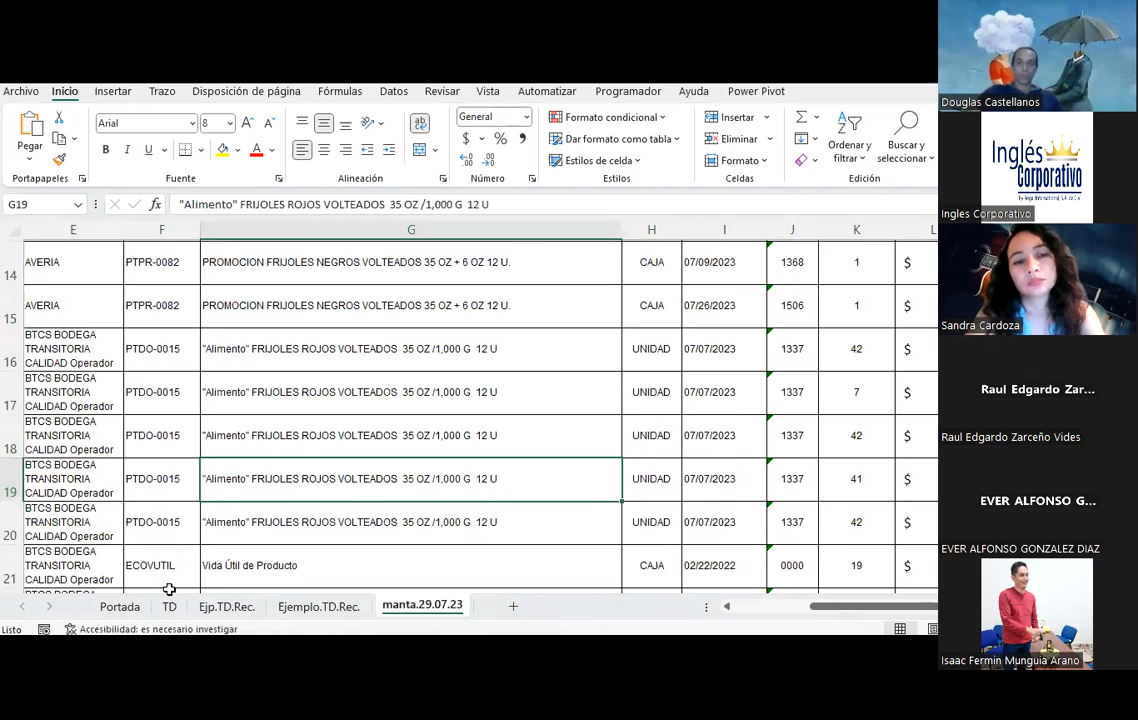 Archivo Inicio Insertar Trazo Disposición de página Fórmulas Datos Revisar Vista Automatizar Programador Ayuda Power Pivot
Pegar
Arial 8 A A
N K S A
ab
General
$ % ,
Formato condicional
Dar formato como tabla
Estilos de celda
Insertar
Eliminar
Formato
Ordenar y filtrar
Buscar y seleccionar
Portapapeles Fuente Alineación Número Estilos Celdas Edición
G19 fx "Alimento" FRIJOLES ROJOS VOLTEADOS 35 OZ /1,000 G 12 U
E F G H I J K L
14 AVERIA PTPR-0082 PROMOCION FRIJOLES NEGROS VOLTEADOS 35 OZ + 6 OZ 12 U. CAJA 07/09/2023 1368 1 $
15 AVERIA PTPR-0082 PROMOCION FRIJOLES NEGROS VOLTEADOS 35 OZ + 6 OZ 12 U. CAJA 07/26/2023 1506 1 $
BTCS BODEGA
TRANSITORIA
CALIDAD Operador
16 PTDO-0015 "Alimento" FRIJOLES ROJOS VOLTEADOS 35 OZ /1,000 G 12 U UNIDAD 07/07/2023 1337 42 $
BTCS BODEGA
TRANSITORIA
CALIDAD Operador
17 PTDO-0015 "Alimento" FRIJOLES ROJOS VOLTEADOS 35 OZ /1,000 G 12 U UNIDAD 07/07/2023 1337 7 $
BTCS BODEGA
TRANSITORIA
CALIDAD Operador
18 PTDO-0015 "Alimento" FRIJOLES ROJOS VOLTEADOS 35 OZ /1,000 G 12 U UNIDAD 07/07/2023 1337 42 $
BTCS BODEGA
TRANSITORIA
CALIDAD Operador
19 PTDO-0015 "Alimento" FRIJOLES ROJOS VOLTEADOS 35 OZ /1,000 G 12 U UNIDAD 07/07/2023 1337 41 $
BTCS BODEGA
TRANSITORIA
CALIDAD Operador
20 PTDO-0015 "Alimento" FRIJOLES ROJOS VOLTEADOS 35 OZ /1,000 G 12 U UNIDAD 07/07/2023 1337 42 $
BTCS BODEGA
TRANSITORIA
CALIDAD Operador
21 ECOVUTIL Vida Útil de Producto CAJA 02/22/2022 0000 19 $
Portada TD Ejp.TD.Rec. Ejemplo.TD.Rec. manta.29.07.23
Listo Accesibilidad: es necesario investigar
Douglas Castellanos
Inglés
Corporativo
Ingles Corporativo
Sandra Cardoza
Raul Edgardo Zar...
Raul Edgardo Zarceño Vides
EVER ALFONSO G...
EVER ALFONSO GONZALEZ DIAZ
Isaac Fermin Munguia Arano